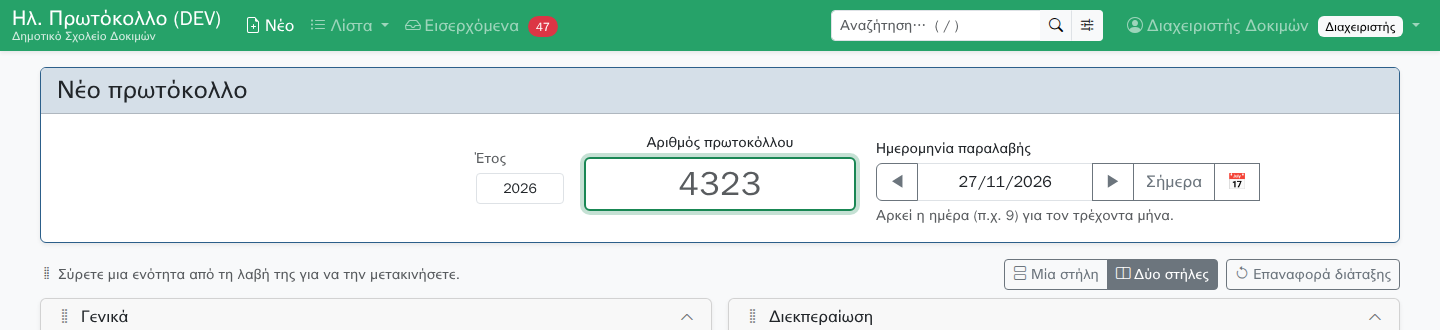 Ηλ. Πρωτόκολλο (DEV)
Δημοτικό Σχολείο Δοκιμών
Νέο
Λίστα
Εισερχόμενα 47
Αναζήτηση… ( / )
Διαχειριστής Δοκιμών Διαχειριστής
Νέο πρωτόκολλο
Έτος
2026
Αριθμός πρωτοκόλλου
4323
Ημερομηνία παραλαβής
27/11/2026
Σήμερα
Αρκεί η ημέρα (π.χ. 9) για τον τρέχοντα μήνα.
Σύρετε μια ενότητα από τη λαβή της για να την μετακινήσετε.
Μία στήλη
Δύο στήλες
Επαναφορά διάταξης
Γενικά
Διεκπεραίωση